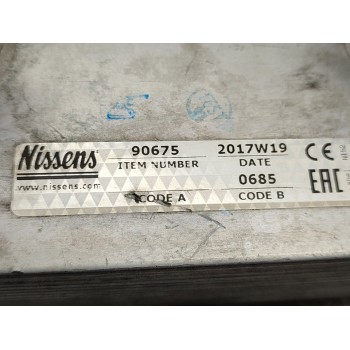 Nissens 90675 2017W19 CE
ITEM NUMBER DATE
www.nissens.com 0685 EAC
CODE A CODE B